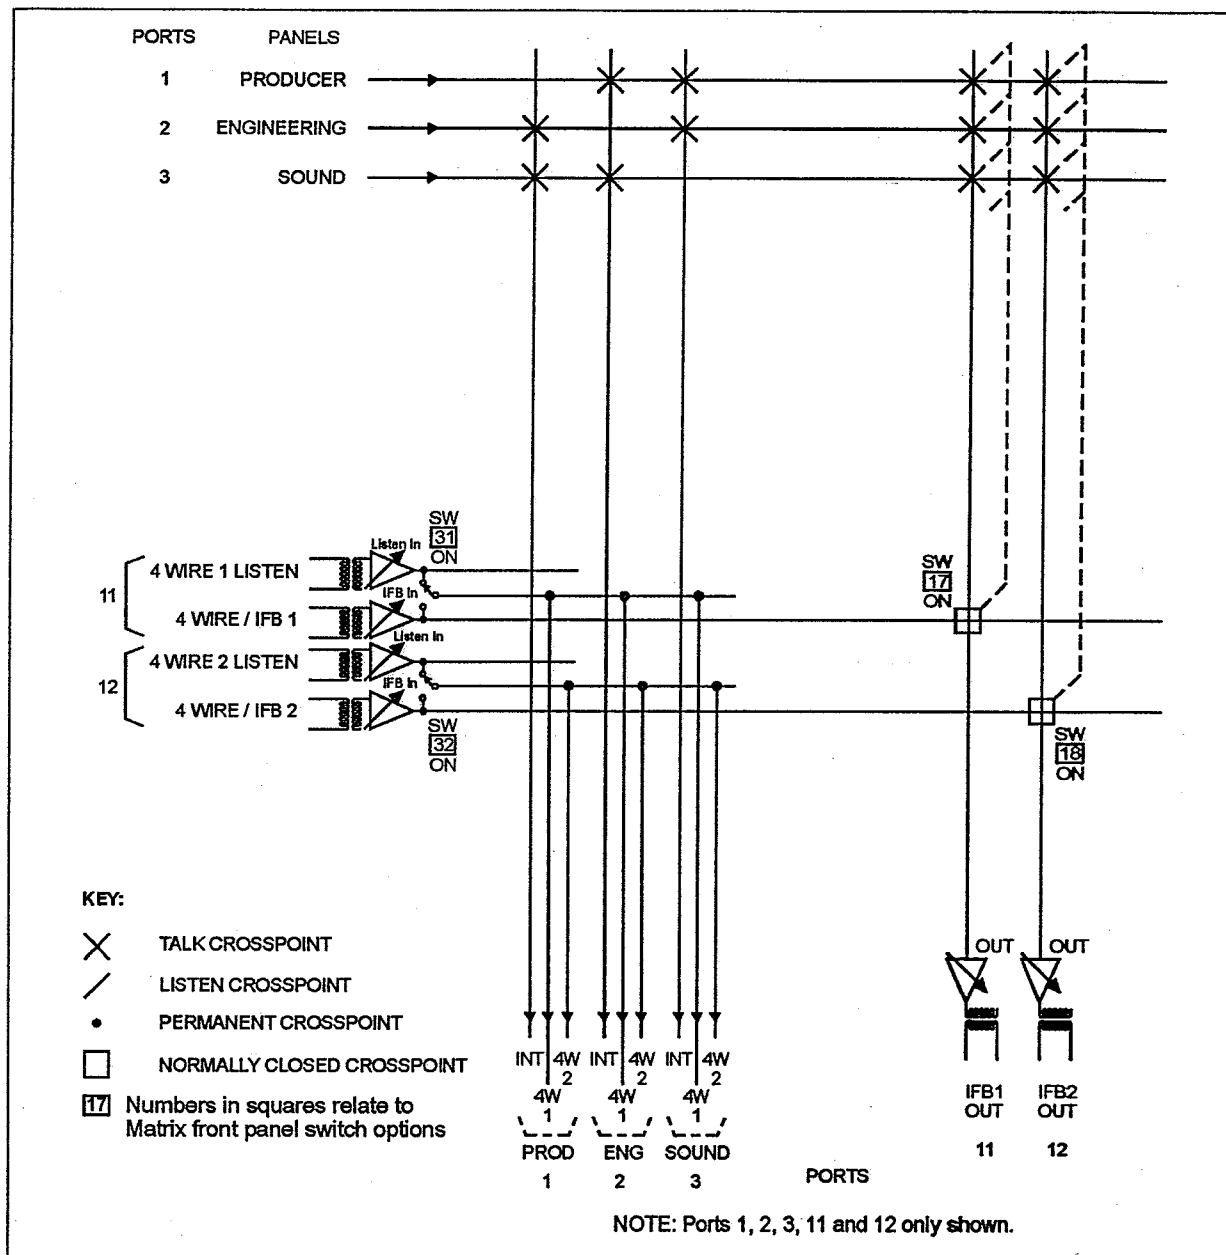 PORTS PANELS
1 PRODUCER
2 ENGINEERING
3 SOUND
SW
31
ON
Listen In
4 WIRE 1 LISTEN
11
IFB In
4 WIRE / IFB 1
Listen In
4 WIRE 2 LISTEN
12
IFB In
4 WIRE / IFB 2
SW
32
ON
SW
17
ON
SW
18
ON
KEY:
TALK CROSSPOINT
LISTEN CROSSPOINT
PERMANENT CROSSPOINT
NORMALLY CLOSED CROSSPOINT
17 Numbers in squares relate to
Matrix front panel switch options
INT 4W 2 INT 4W 2 INT 4W 2
4W 1 4W 1 4W 1
PROD ENG SOUND
1 2 3
OUT OUT
IFB1 OUT IFB2 OUT
11 12
PORTS
NOTE: Ports 1, 2, 3, 11 and 12 only shown.